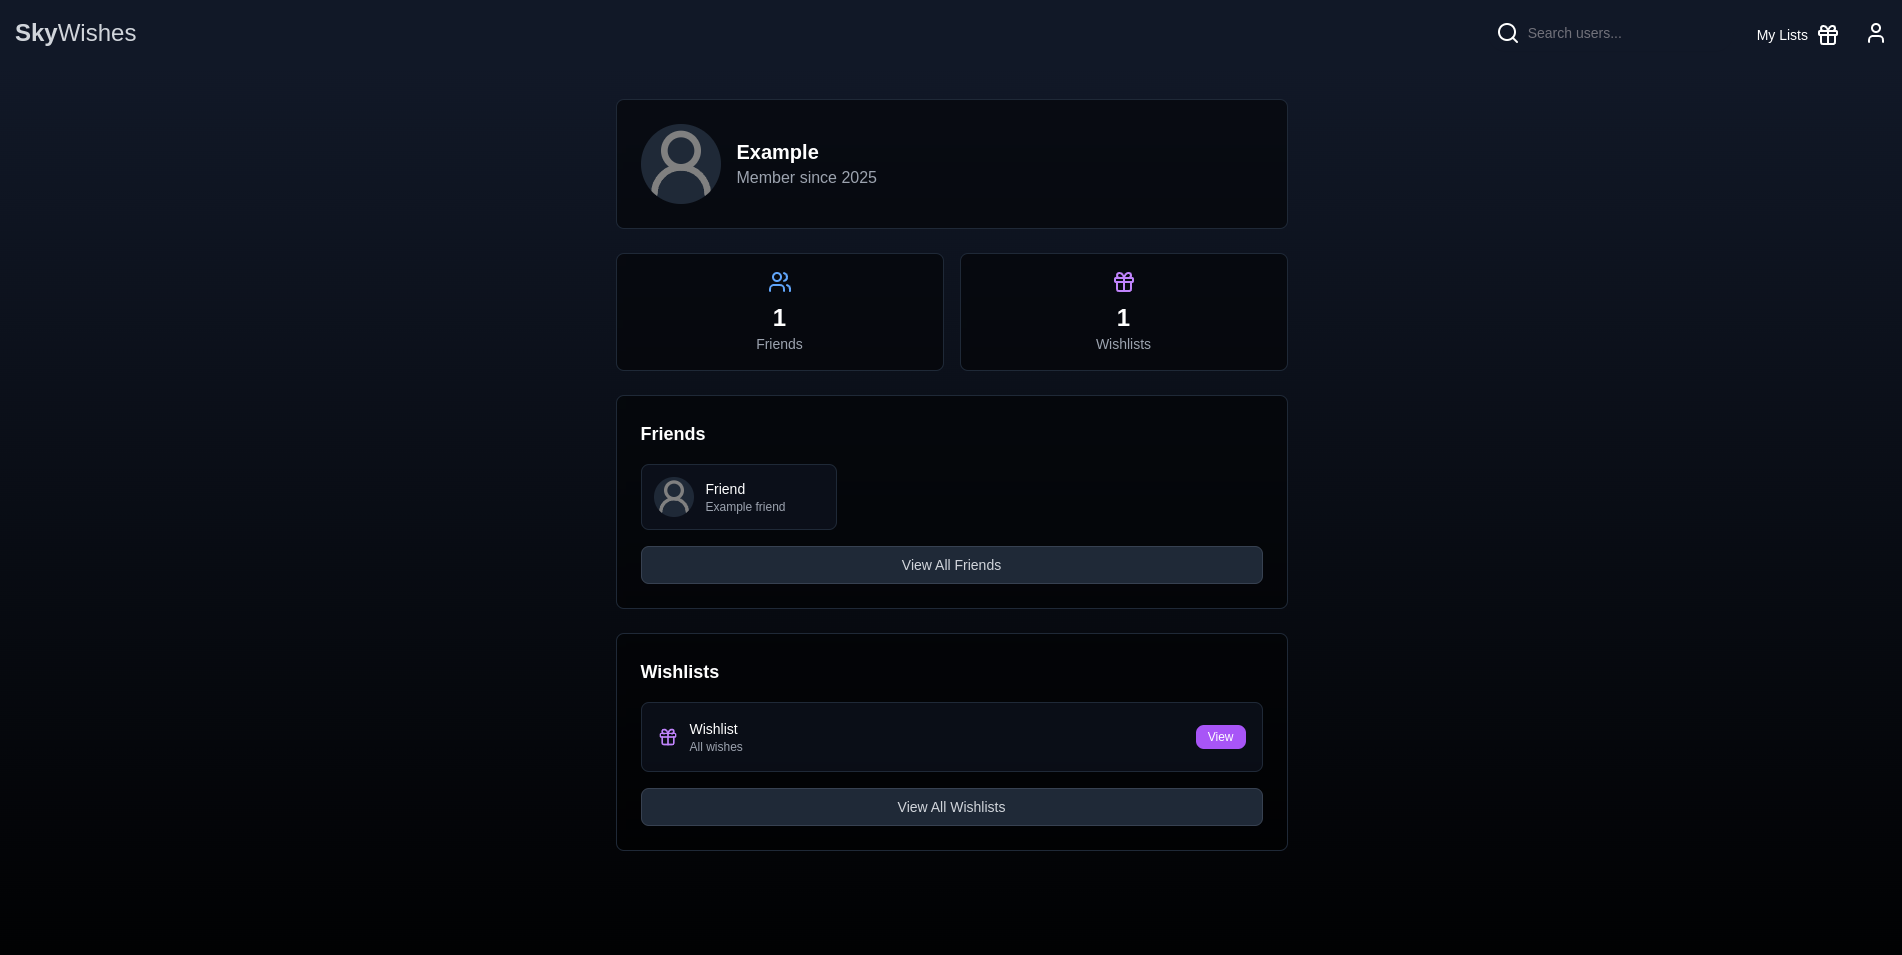 SkyWishes
Search users...
My Lists
Example
Member since 2025
1
Friends
1
Wishlists
Friends
Friend
Example friend
View All Friends
Wishlists
Wishlist
All wishes
View
View All Wishlists